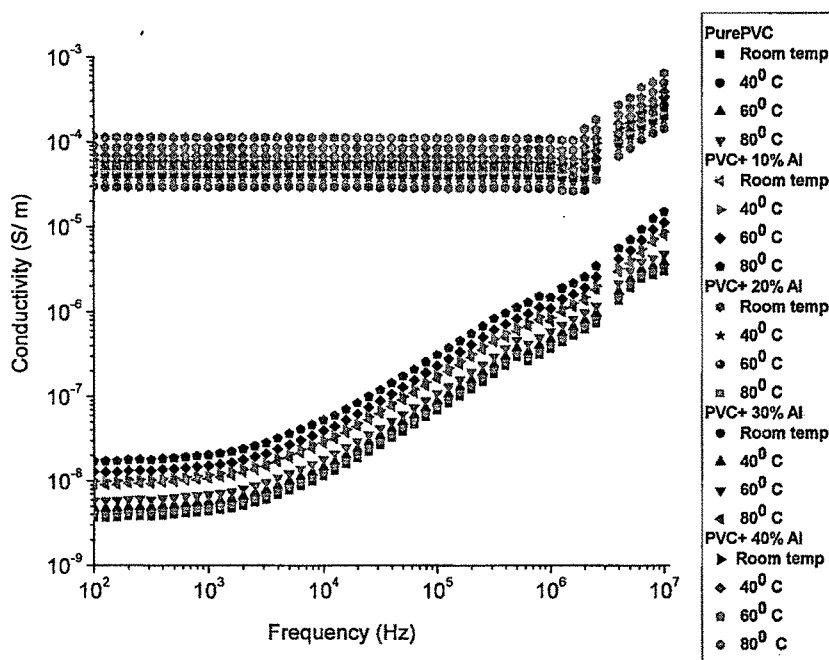 10⁻³
10⁻⁴
10⁻⁵
10⁻⁶
10⁻⁷
10⁻⁸
10⁻⁹
Conductivity (S/ m)
10² 10³ 10⁴ 10⁵ 10⁶ 10⁷
Frequency (Hz)
PurePVC
Room temp
40⁰ C
60⁰ C
80⁰ C
PVC+ 10% Al
Room temp
40⁰ C
60⁰ C
80⁰ C
PVC+ 20% Al
Room temp
40⁰ C
60⁰ C
80⁰ C
PVC+ 30% Al
Room temp
40⁰ C
60⁰ C
80⁰ C
PVC+ 40% Al
Room temp
40⁰ C
60⁰ C
80⁰ C